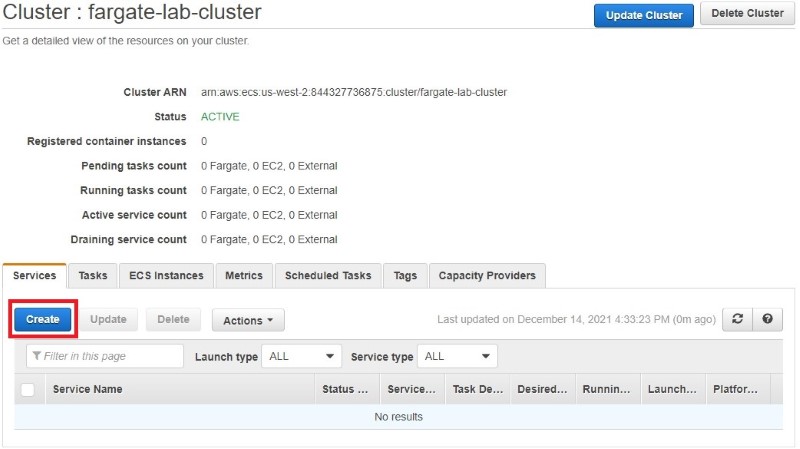 Cluster : fargate-lab-cluster
Update Cluster
Delete Cluster
Get a detailed view of the resources on your cluster.
Cluster ARN arn:aws:ecs:us-west-2:844327736875:cluster/fargate-lab-cluster
Status ACTIVE
Registered container instances 0
Pending tasks count 0 Fargate, 0 EC2, 0 External
Running tasks count 0 Fargate, 0 EC2, 0 External
Active service count 0 Fargate, 0 EC2, 0 External
Draining service count 0 Fargate, 0 EC2, 0 External
Services Tasks ECS Instances Metrics Scheduled Tasks Tags Capacity Providers
Create Update Delete Actions Last updated on December 14, 2021 4:33:23 PM (0m ago)
Filter in this page Launch type ALL Service type ALL
Service Name Status ... Service... Task De... Desired... Runnin... Launch... Platfor...
No results